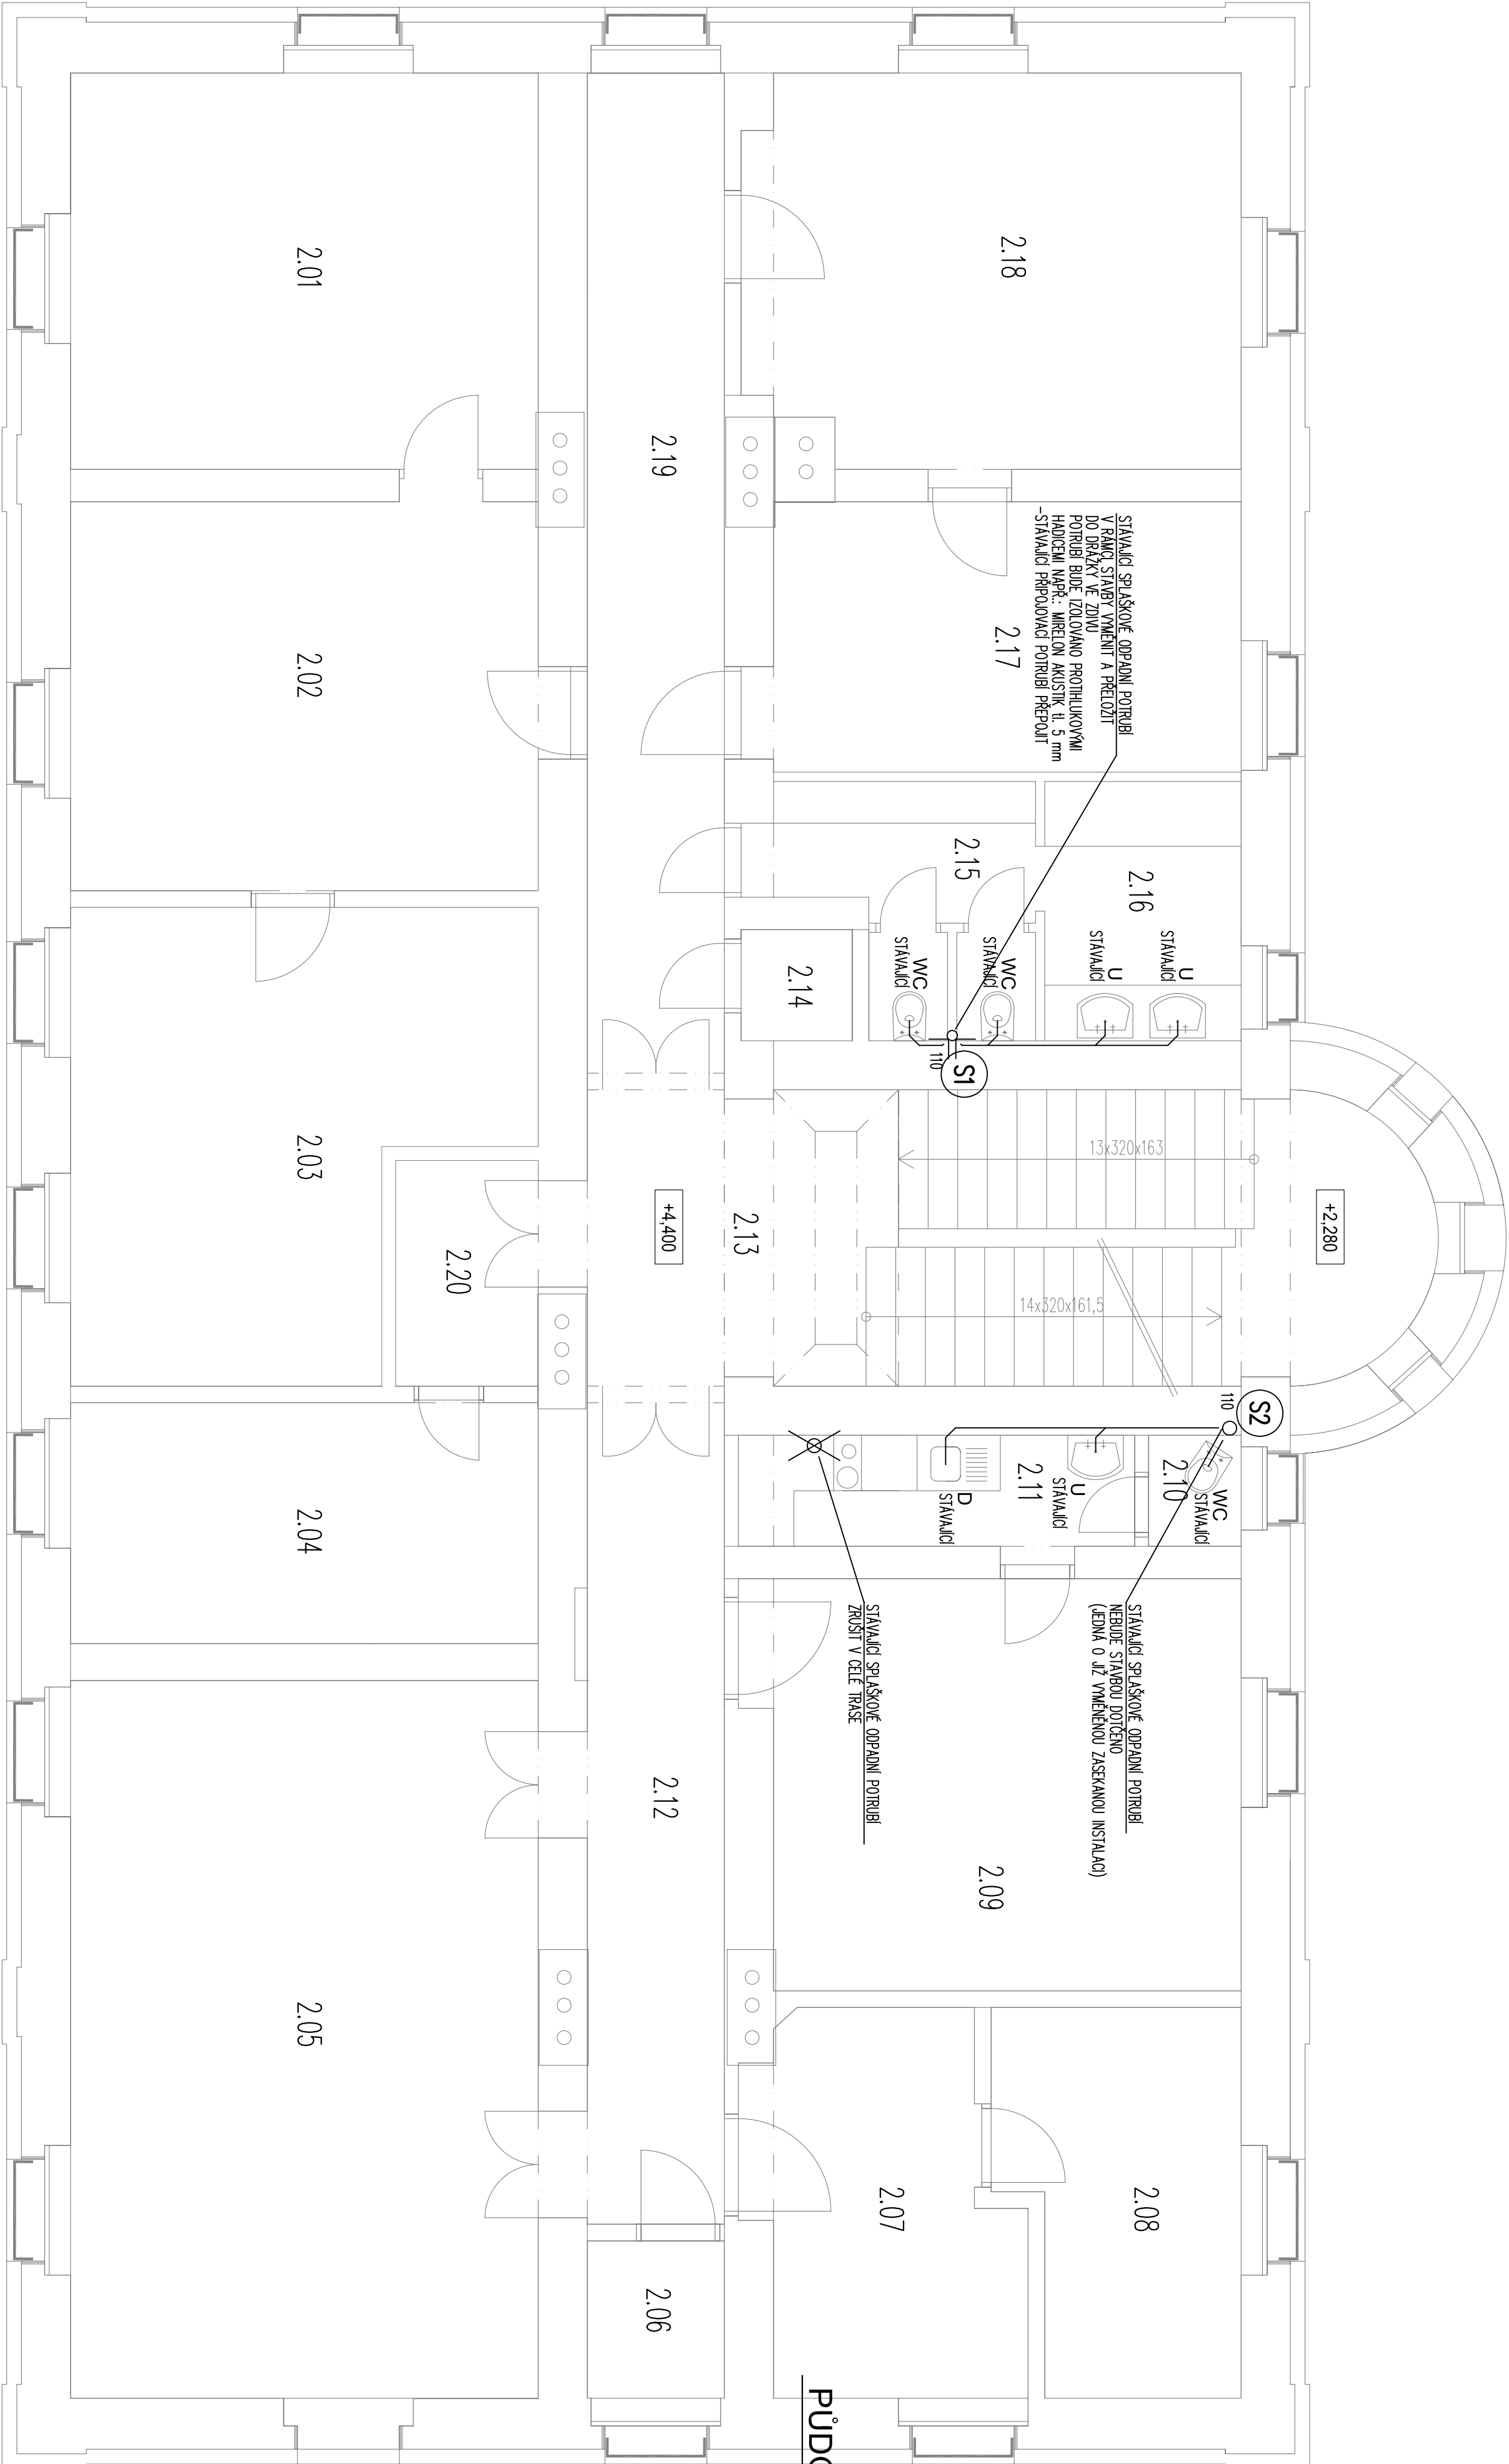 STÁVAJÍCÍ SPLAŠKOVÉ ODPADNÍ POTRUBÍ
V RÁMCI STAVBY VYMĚNIT A PŘELOŽIT
DO DRÁŽKY VE ZDIVU
POTRUBÍ BUDE IZOLOVÁNO PROTIHLUKOVÝMI
HADICEMI NAPŘ.: MIRELON AKUSTIK tl. 5 mm
-STÁVAJÍCÍ PŘIPOJOVACÍ POTRUBÍ PŘEPOJIT
+2,280
S2
110
WC
STÁVAJÍCÍ
2.10
U
STÁVAJÍCÍ
2.11
D
STÁVAJÍCÍ
STÁVAJÍCÍ SPLAŠKOVÉ ODPADNÍ POTRUBÍ
NEBUDE STAVBOU DOTČENO
(JEDNÁ O JIŽ VYMĚNĚNOU ZASEKANOU INSTALACI)
STÁVAJÍCÍ SPLAŠKOVÉ ODPADNÍ POTRUBÍ
ZRUŠIT V CELÉ TRASE
2.18
2.17
2.16
U
STÁVAJÍCÍ
U
STÁVAJÍCÍ
2.15
WC
STÁVAJÍCÍ
WC
STÁVAJÍCÍ
S1
110
2.14
13x320x163
14x320x161,5
2.13
+4,400
2.09
2.08
2.07
2.19
2.12
2.06
2.20
2.01
2.02
2.03
2.04
2.05